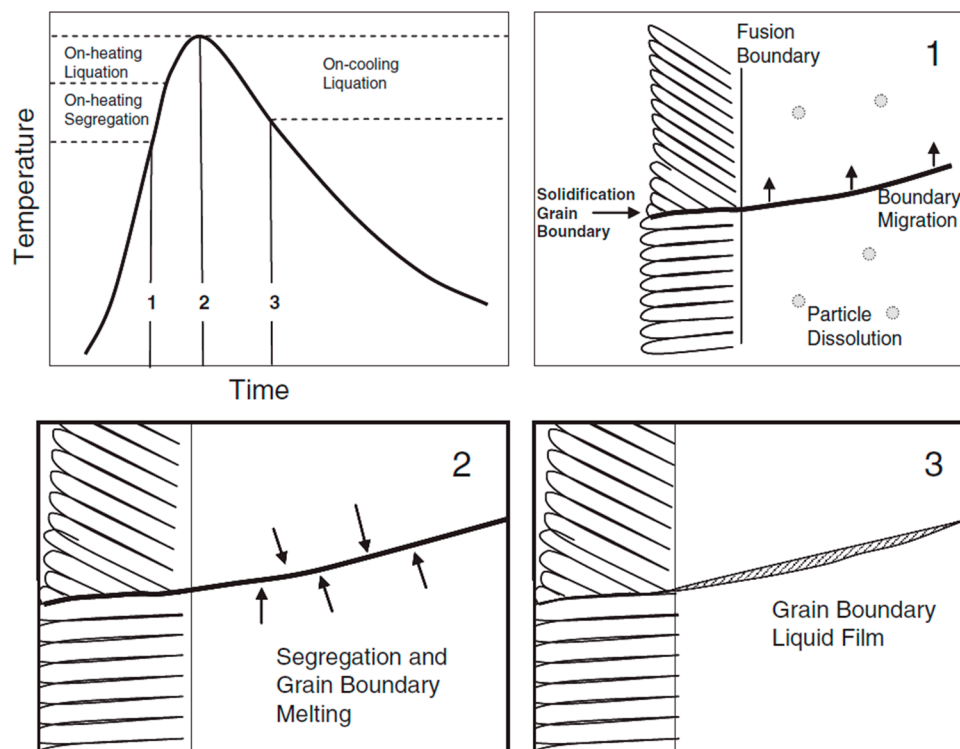 On-heating
Liquation
On-heating
Segregation
On-cooling
Liquation
Temperature
1
2
3
Time
1
Fusion
Boundary
Solidification
Grain
Boundary
Boundary
Migration
Particle
Dissolution
2
Segregation and
Grain Boundary
Melting
3
Grain Boundary
Liquid Film